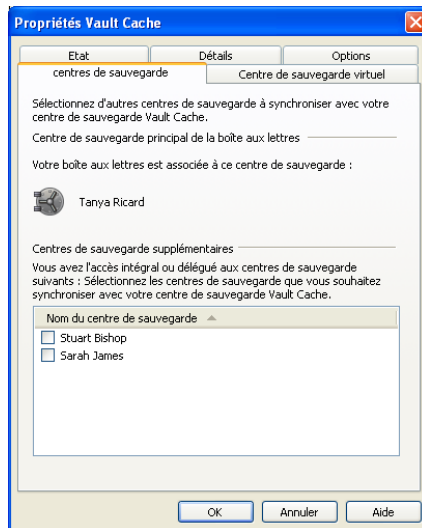 Propriétés Vault Cache
Etat Détails Options
centres de sauvegarde Centre de sauvegarde virtuel
Sélectionnez d'autres centres de sauvegarde à synchroniser avec votre
centre de sauvegarde Vault Cache.
Centre de sauvegarde principal de la boîte aux lettres
Votre boîte aux lettres est associée à ce centre de sauvegarde :
Tanya Ricard
Centres de sauvegarde supplémentaires
Vous avez l'accès intégral ou délégué aux centres de sauvegarde
suivants : Sélectionnez les centres de sauvegarde que vous souhaitez
synchroniser avec votre centre de sauvegarde Vault Cache.
Nom du centre de sauvegarde
Stuart Bishop
Sarah James
OK Annuler Aide